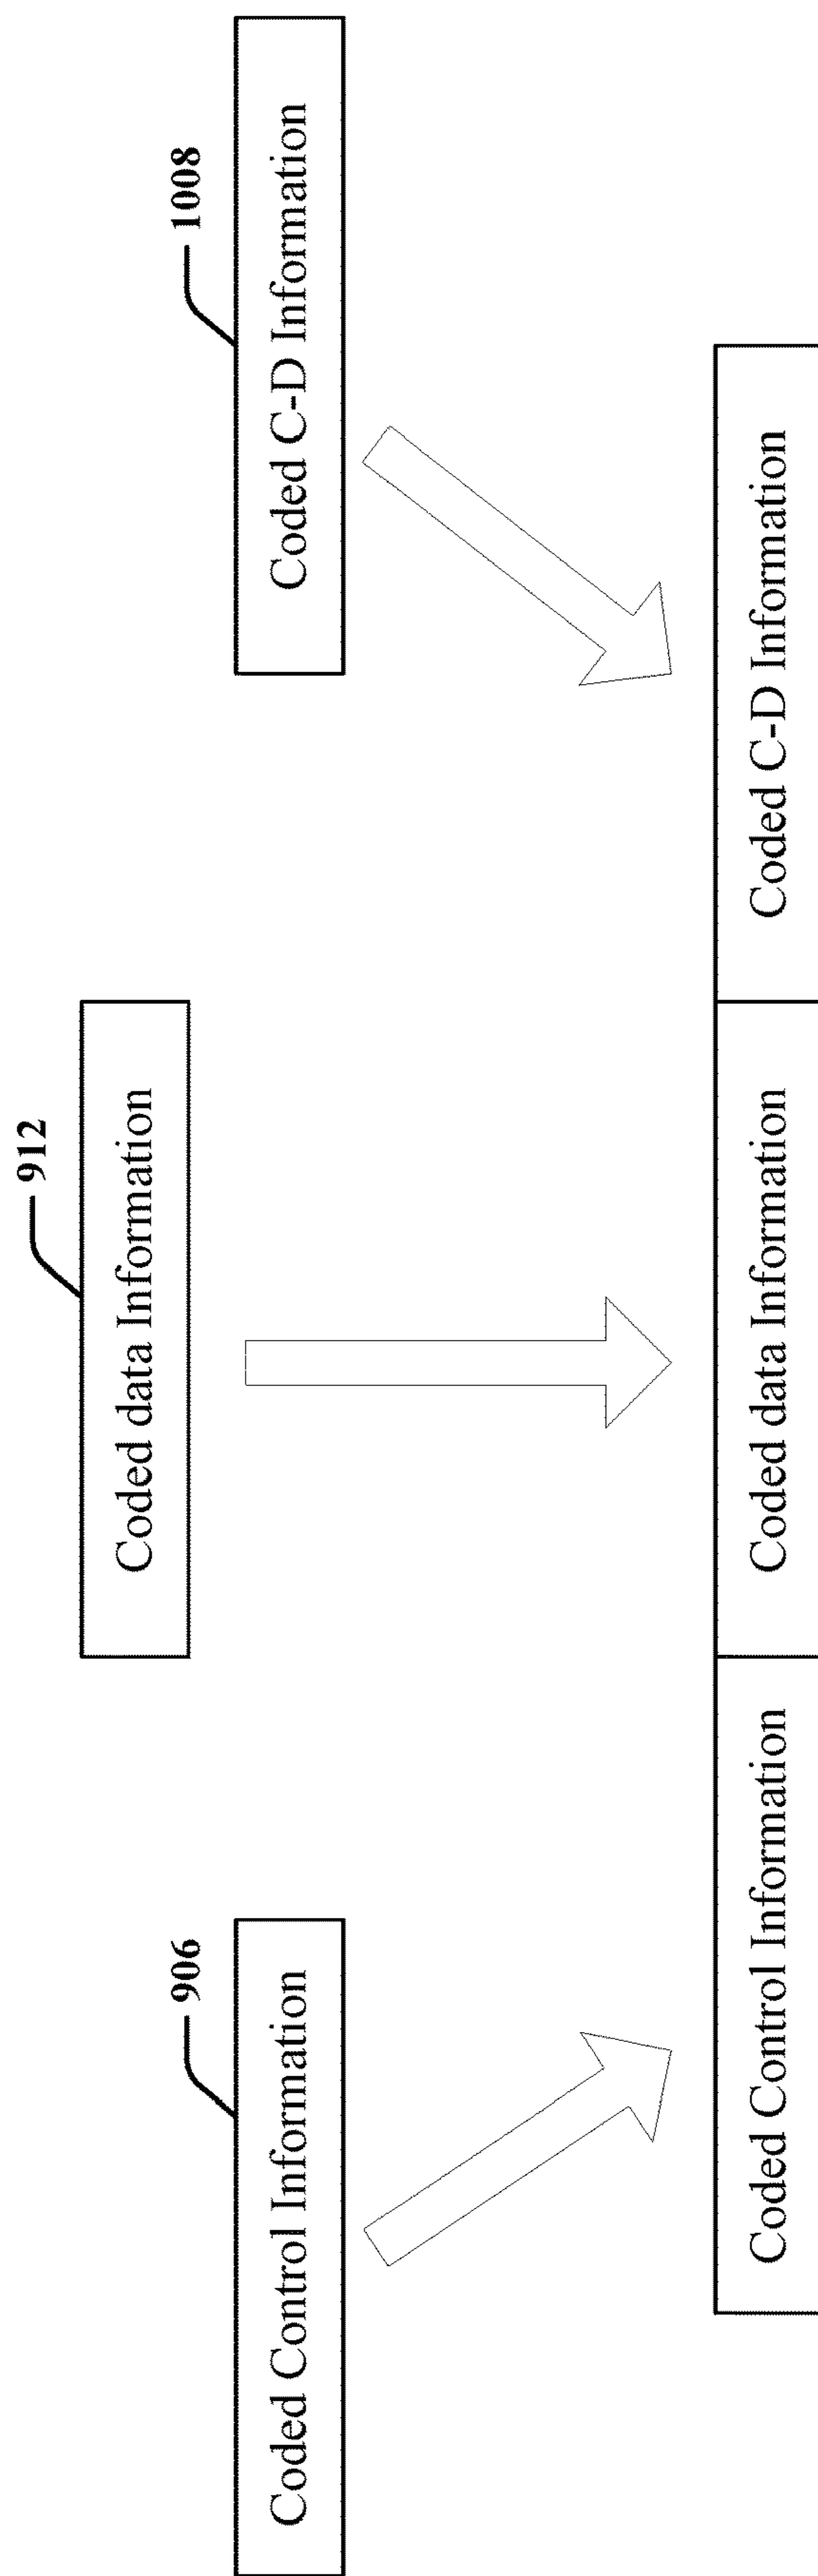 912
906
1008
Coded data Information
Coded Control Information
Coded C-D Information
Coded Control Information
Coded data Information
Coded C-D Information